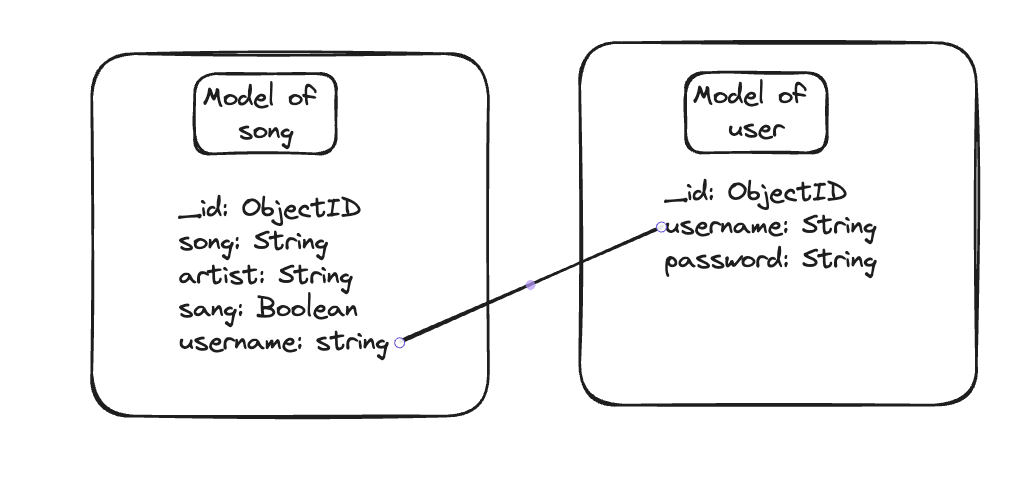 Model of
song
_id: ObjectID
song: String
artist: String
sang: Boolean
username: string
Model of
user
_id: ObjectID
username: String
password: String